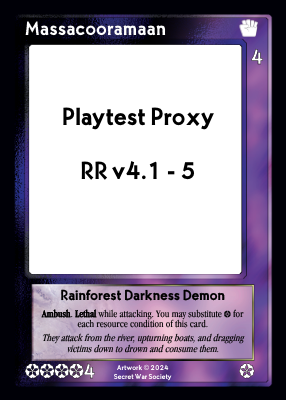 Massacooramaan
4
Playtest Proxy
RR v4.1 - 5
Rainforest Darkness Demon
Ambush. Lethal while attacking. You may substitute for
each resource condition of this card.
They attack from the river, upturning boats, and dragging
victims down to drown and consume them.
4
Artwork © 2024
Secret War Society